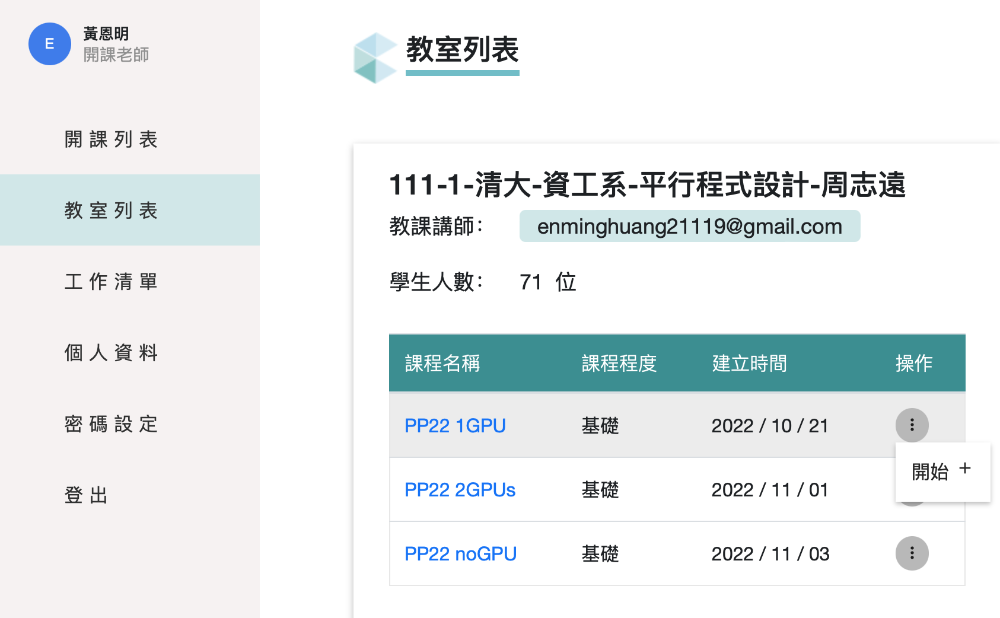 E
黃恩明
開課老師
開課列表
教室列表
工作清單
個人資料
密碼設定
登出
教室列表
111-1-清大-資工系-平行程式設計-周志遠
教課講師： enminghuang21119@gmail.com
學生人數： 71 位
課程名稱 課程程度 建立時間 操作
PP22 1GPU 基礎 2022 / 10 / 21
開始 +
PP22 2GPUs 基礎 2022 / 11 / 01
PP22 noGPU 基礎 2022 / 11 / 03